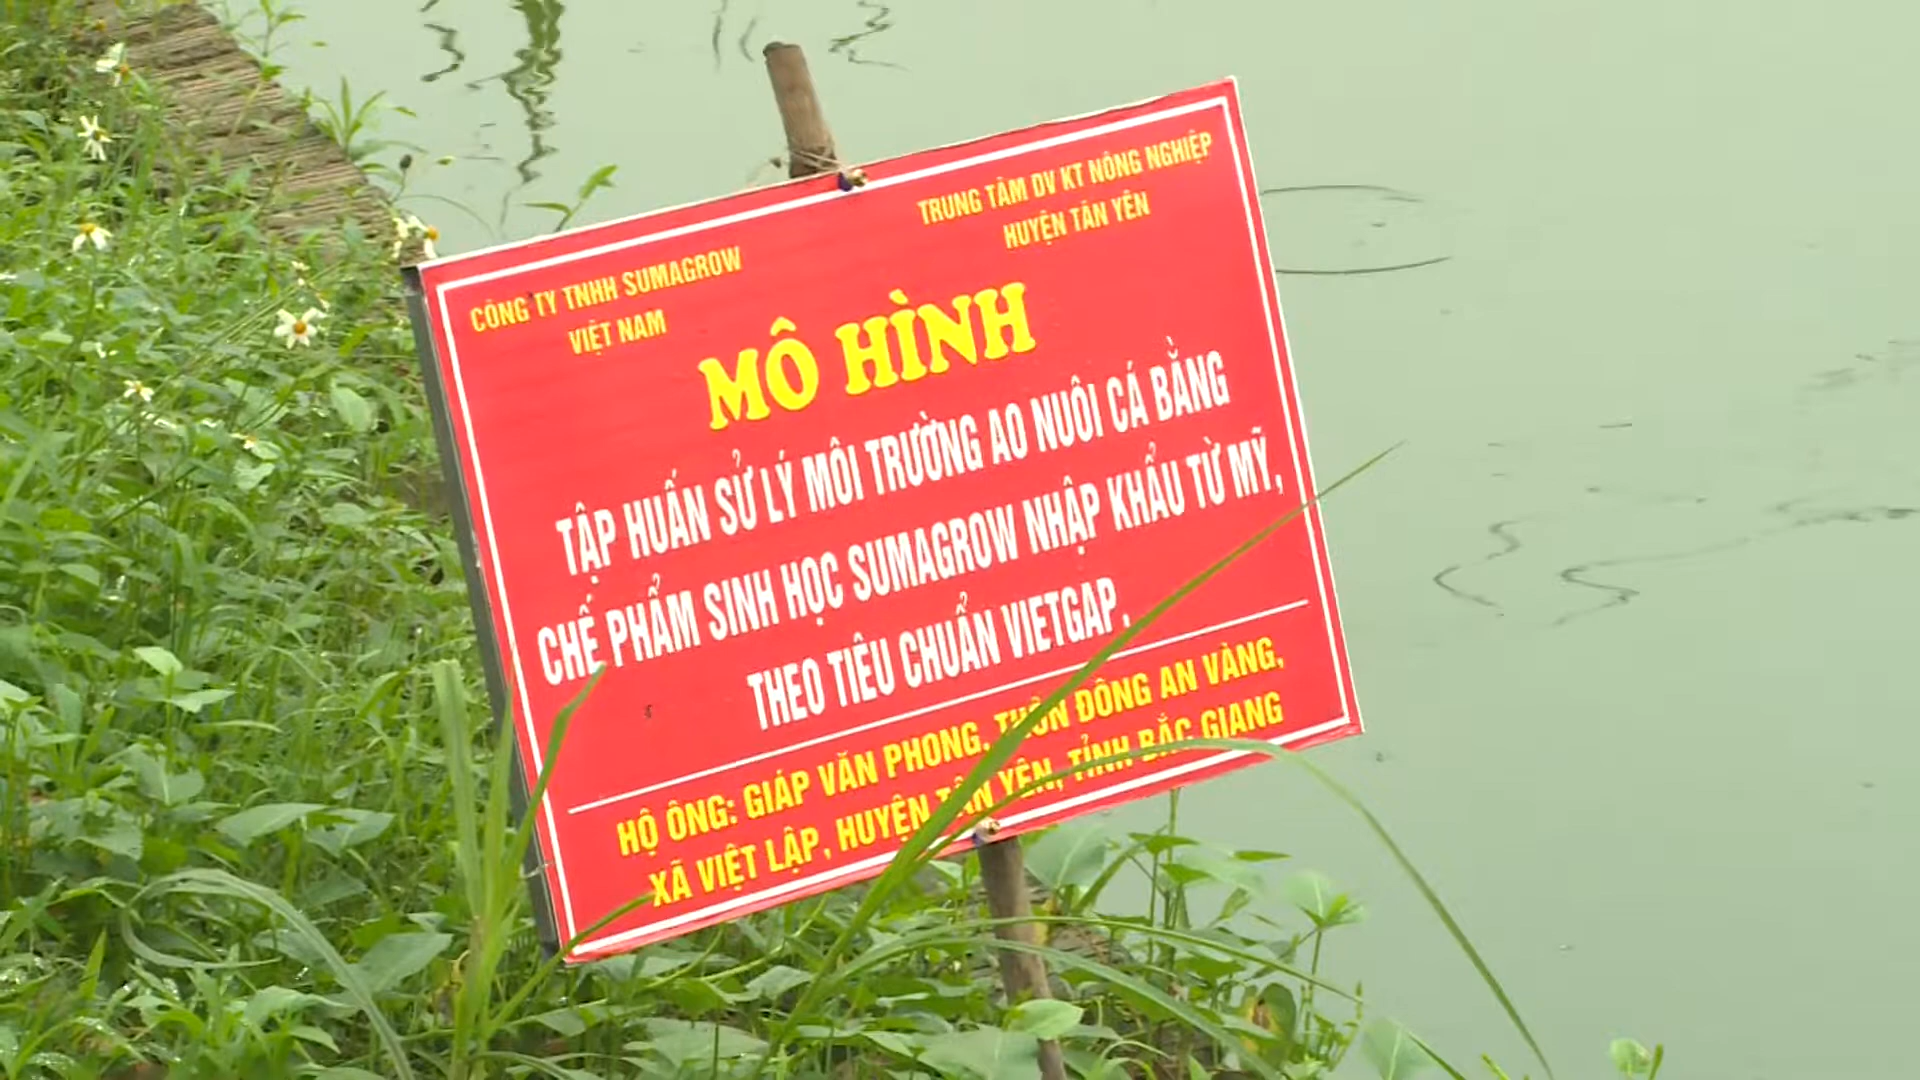 CÔNG TY TNHH SUMAGROW
VIỆT NAM
TRUNG TÂM DV KT NÔNG NGHIỆP
HUYỆN TÂN YÊN
MÔ HÌNH
TẬP HUẤN SỬ LÝ MÔI TRƯỜNG AO NUÔI CÁ BẰNG
CHẾ PHẨM SINH HỌC SUMAGROW NHẬP KHẨU TỪ MỸ,
THEO TIÊU CHUẨN VIETGAP.
HỘ ÔNG: GIÁP VĂN PHONG, THÔN ĐÔNG AN VÀNG,
XÃ VIỆT LẬP, HUYỆN TÂN YÊN, TỈNH BẮC GIANG